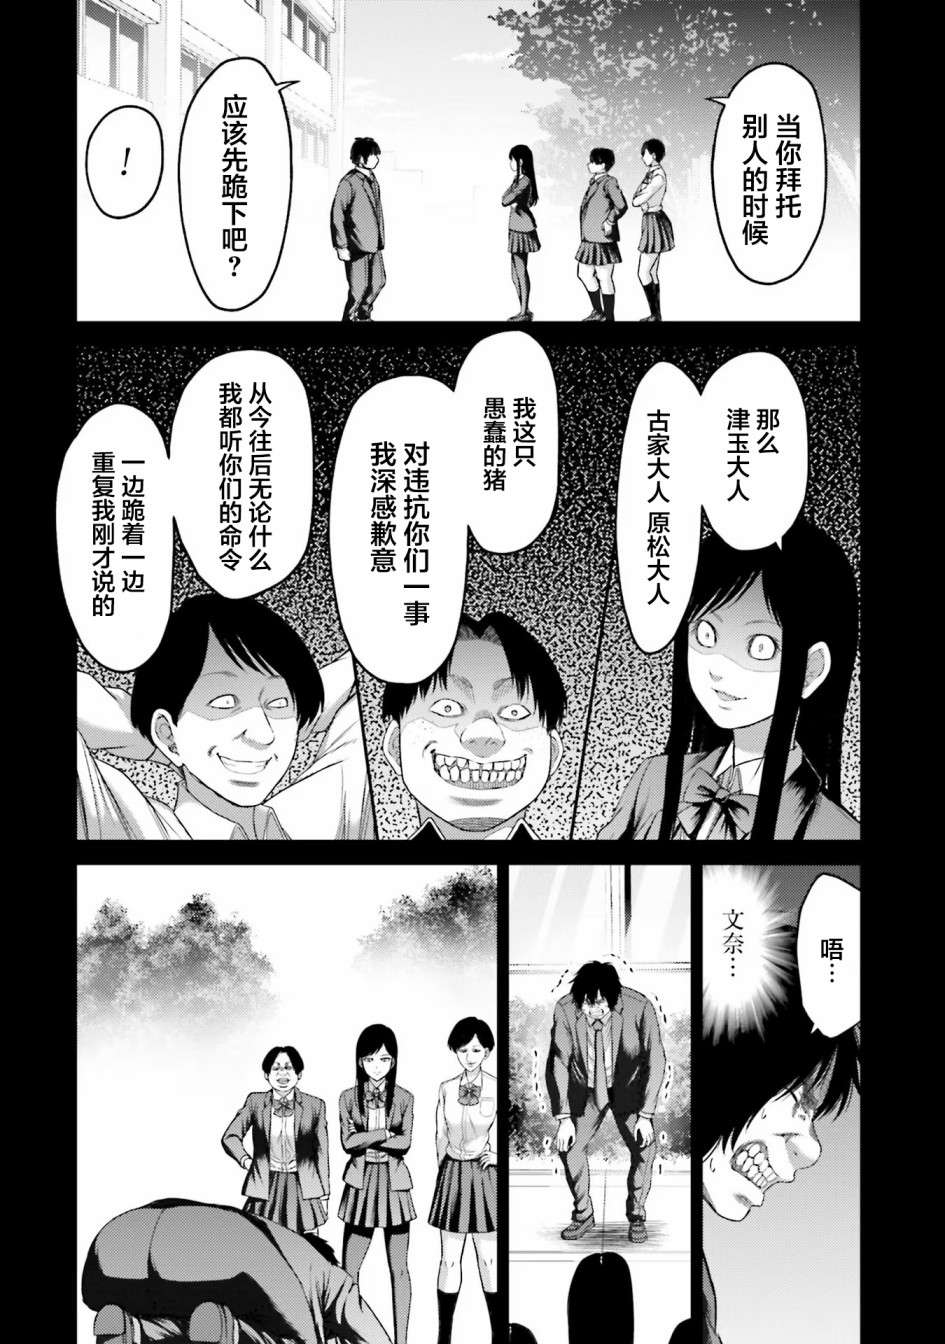 当你拜托
别人的时候
应该先跪下吧？
！
那么
津玉大人
古家大人 原松大人
我这只
愚蠢的猪
对违抗你们一事
我深感歉意
从今往后无论什么
我都听你们的命令
一边跪着一边
重复我刚才说的
唔…
文奈…